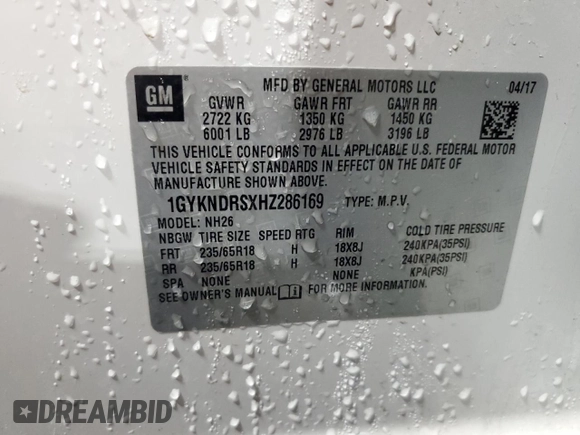 GM
MFD BY GENERAL MOTORS LLC 04/17
GVWR GAWR FRT GAWR RR
2722 KG 1350 KG 1450 KG
6001 LB 2976 LB 3196 LB
THIS VEHICLE CONFORMS TO ALL APPLICABLE U.S. FEDERAL MOTOR
VEHICLE SAFETY STANDARDS IN EFFECT ON THE DATE OF
MANUFACTURE SHOWN ABOVE.
1GYKNDRSXHZ286169 TYPE: M.P.V.
MODEL: NH26
NBGW TIRE SIZE SPEED RTG RIM COLD TIRE PRESSURE
FRT 235/65R18 H 18X8J 240KPA(35PSI)
RR 235/65R18 H 18X8J 240KPA(35PSI)
SPA NONE NONE KPA(PSI)
SEE OWNER'S MANUAL FOR MORE INFORMATION.
DREAMBID